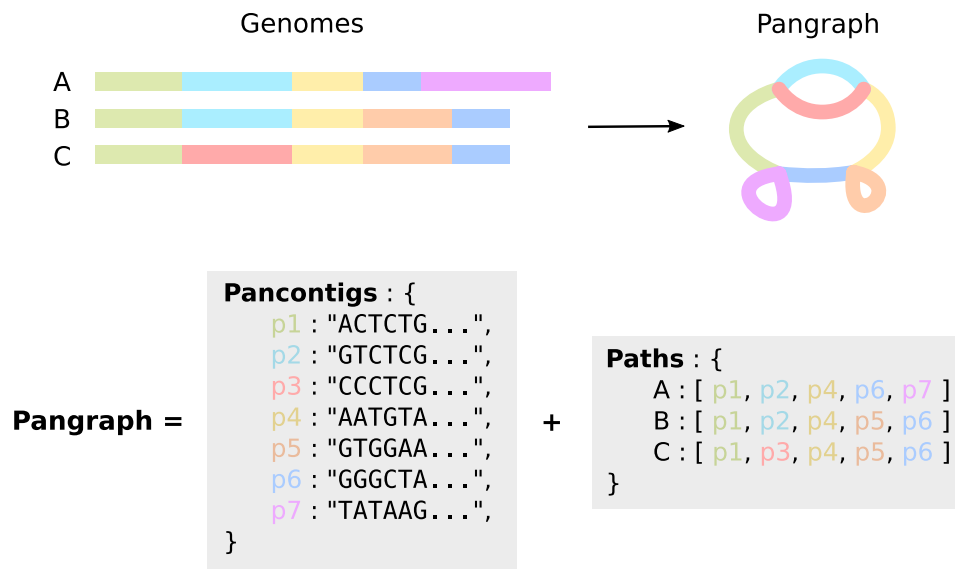 Genomes
Pangraph
A
B
C
Pangraph =
Pancontigs : {
p1 : "ACTCTG...",
p2 : "GTCTCG...",
p3 : "CCCTCG...",
p4 : "AATGTA...",
p5 : "GTGGAA...",
p6 : "GGGCTA...",
p7 : "TATAAG...",
}
+
Paths : {
A : [ p1, p2, p4, p6, p7 ]
B : [ p1, p2, p4, p5, p6 ]
C : [ p1, p3, p4, p5, p6 ]
}